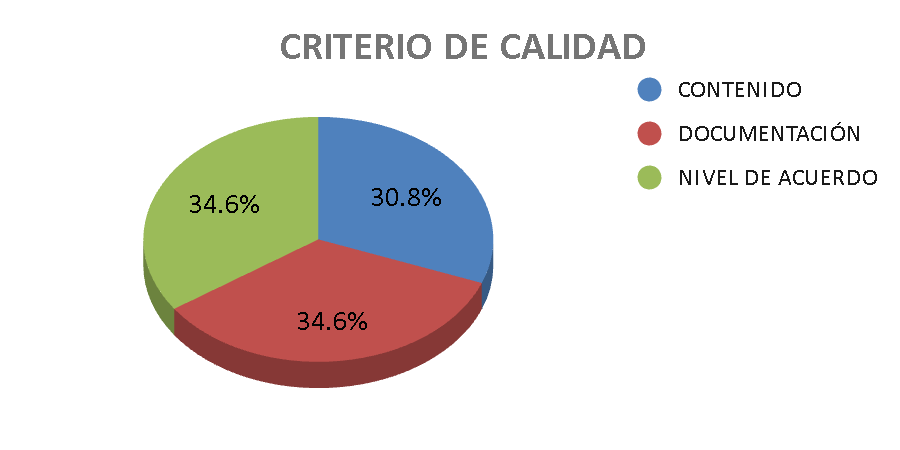 CRITERIO DE CALIDAD
CONTENIDO
DOCUMENTACIÓN
NIVEL DE ACUERDO
34.6%
30.8%
34.6%